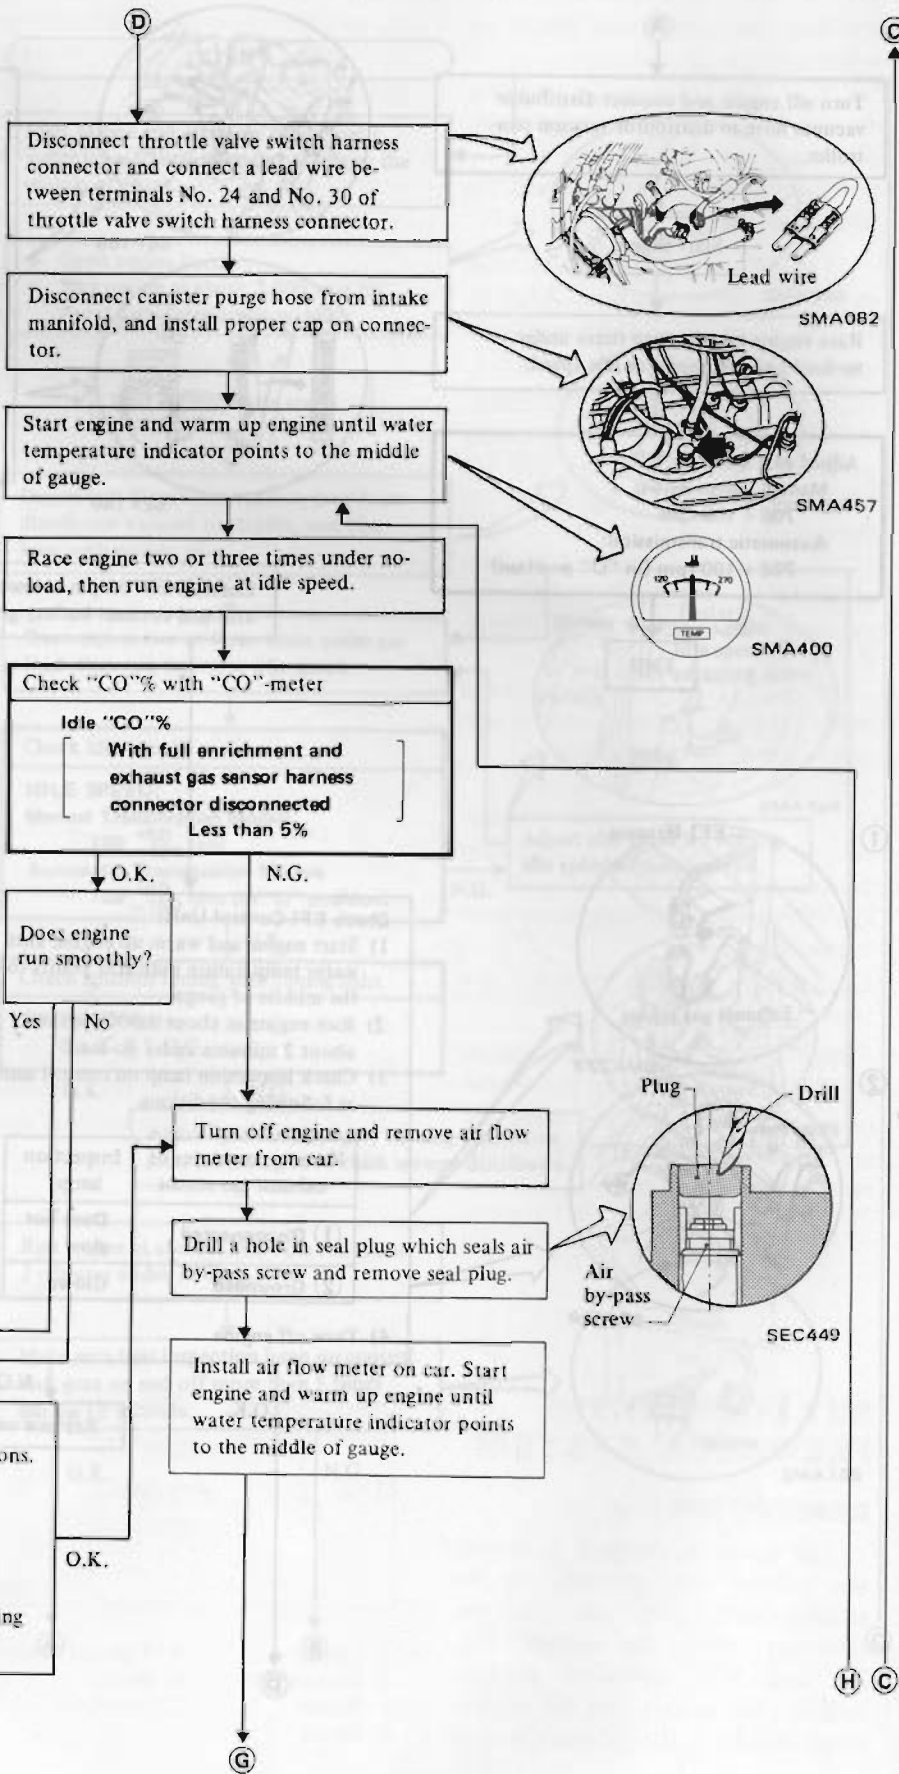 D
C
Disconnect throttle valve switch harness
connector and connect a lead wire be-
tween terminals No. 24 and No. 30 of
throttle valve switch harness connector.
Lead wire
SMA082
Disconnect canister purge hose from intake
manifold, and install proper cap on connec-
tor.
SMA457
Start engine and warm up engine until water
temperature indicator points to the middle
of gauge.
120
270
TEMP
SMA400
Race engine two or three times under no-
load, then run engine at idle speed.
Check "CO"% with "CO"-meter
Idle "CO"%
With full enrichment and
exhaust gas sensor harness
connector disconnected
Less than 5%
O.K.
N.G.
Does engine
run smoothly?
Yes
No
Turn off engine and remove air flow
meter from car.
Drill a hole in seal plug which seals air
by-pass screw and remove seal plug.
Plug
Drill
Air
by-pass
screw
SEC449
Install air flow meter on car. Start
engine and warm up engine until
water temperature indicator points
to the middle of gauge.
ons.
O.K.
ng
H
C
G